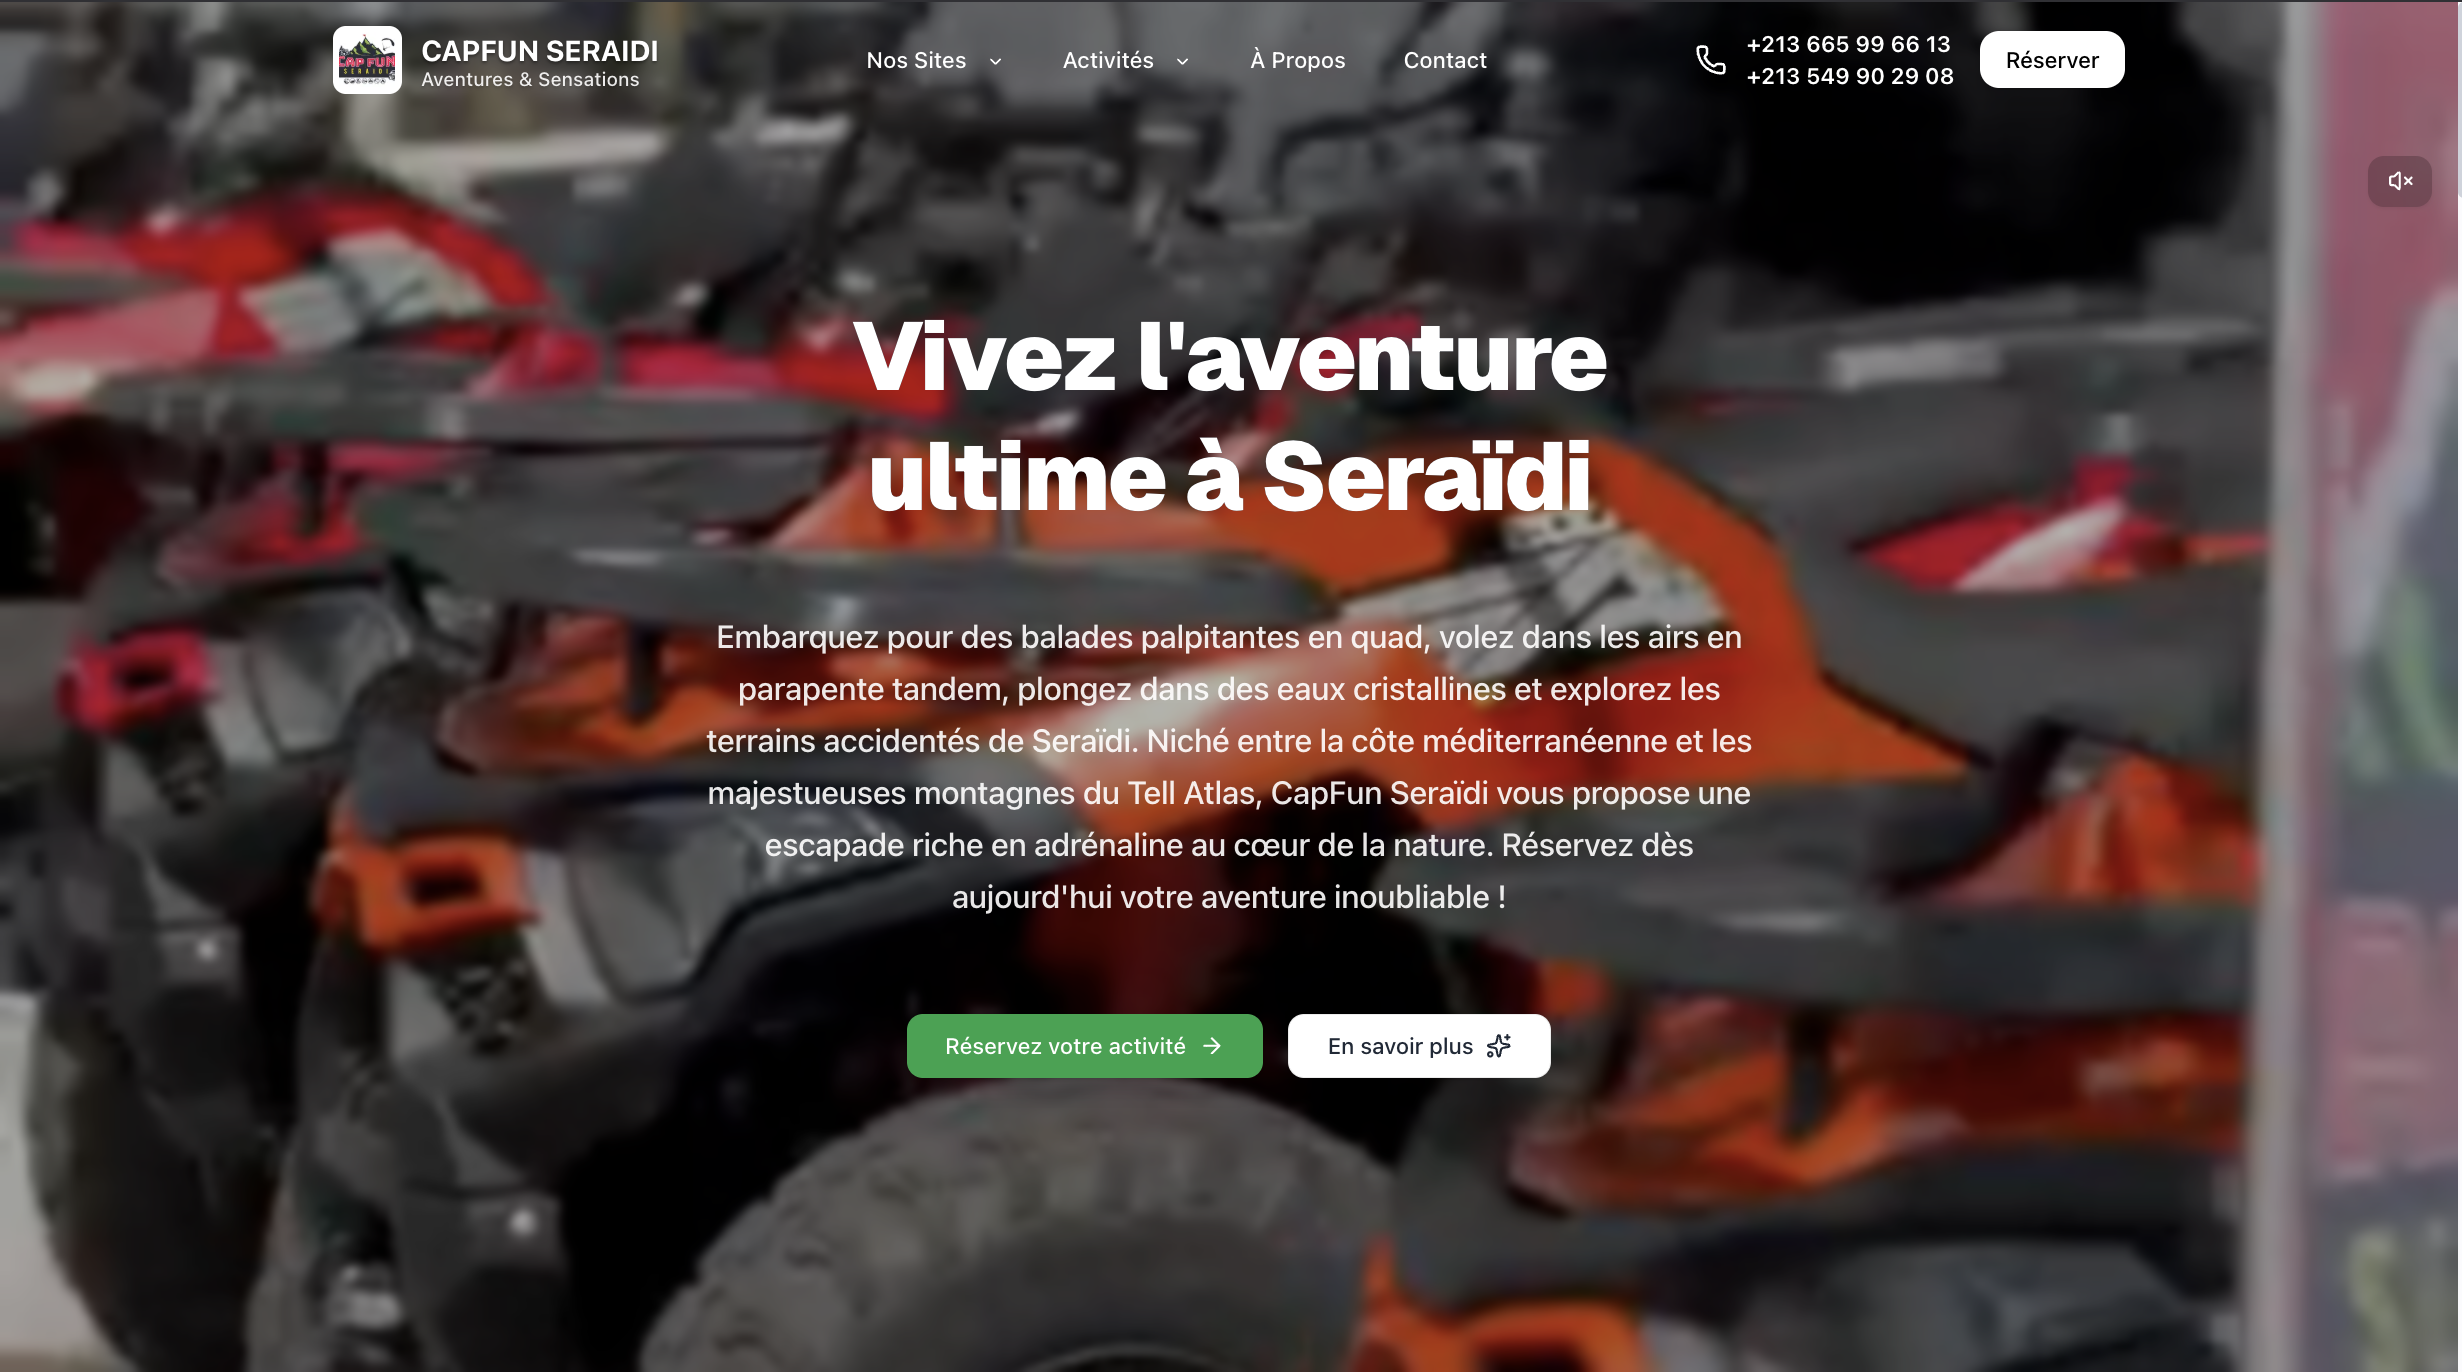 CAP FUN
SERAIDI
CAPFUN SERAIDI
Aventures & Sensations
Nos Sites
Activités
À Propos
Contact
+213 665 99 66 13
+213 549 90 29 08
Réserver
Vivez l'aventure
ultime à Seraïdi
Embarquez pour des balades palpitantes en quad, volez dans les airs en
parapente tandem, plongez dans des eaux cristallines et explorez les
terrains accidentés de Seraïdi. Niché entre la côte méditerranéenne et les
majestueuses montagnes du Tell Atlas, CapFun Seraïdi vous propose une
escapade riche en adrénaline au cœur de la nature. Réservez dès
aujourd'hui votre aventure inoubliable !
Réservez votre activité
En savoir plus